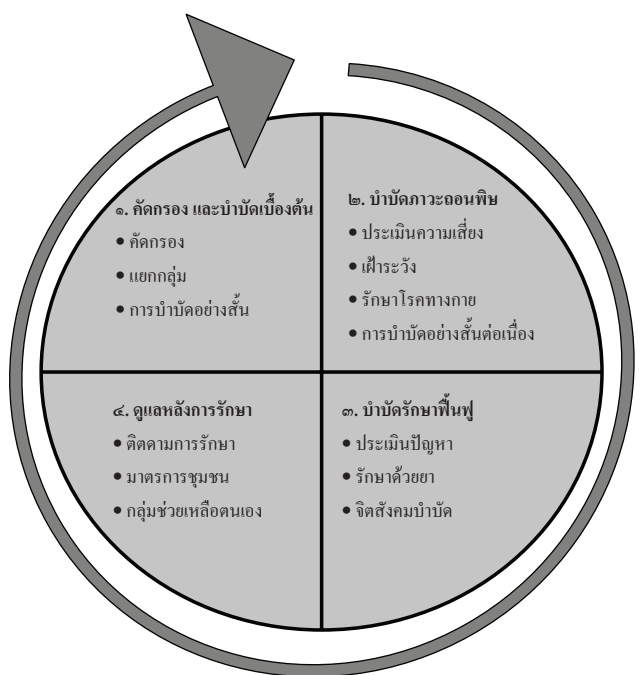 ๑. คัดกรอง และบำบัดเบื้องต้น
• คัดกรอง
• แยกกลุ่ม
• การบำบัดอย่างสั้น
๒. บำบัดภาวะถอนพิษ
• ประเมินความเสี่ยง
• เฝ้าระวัง
• รักษาโรคทางกาย
• การบำบัดอย่างสั้นต่อเนื่อง
๓. บำบัดรักษาฟื้นฟู
• ประเมินปัญหา
• รักษาด้วยยา
• จิตสังคมบำบัด
๔. ดูแลหลังการรักษา
• ติดตามการรักษา
• มาตรการชุมชน
• กลุ่มช่วยเหลือตนเอง